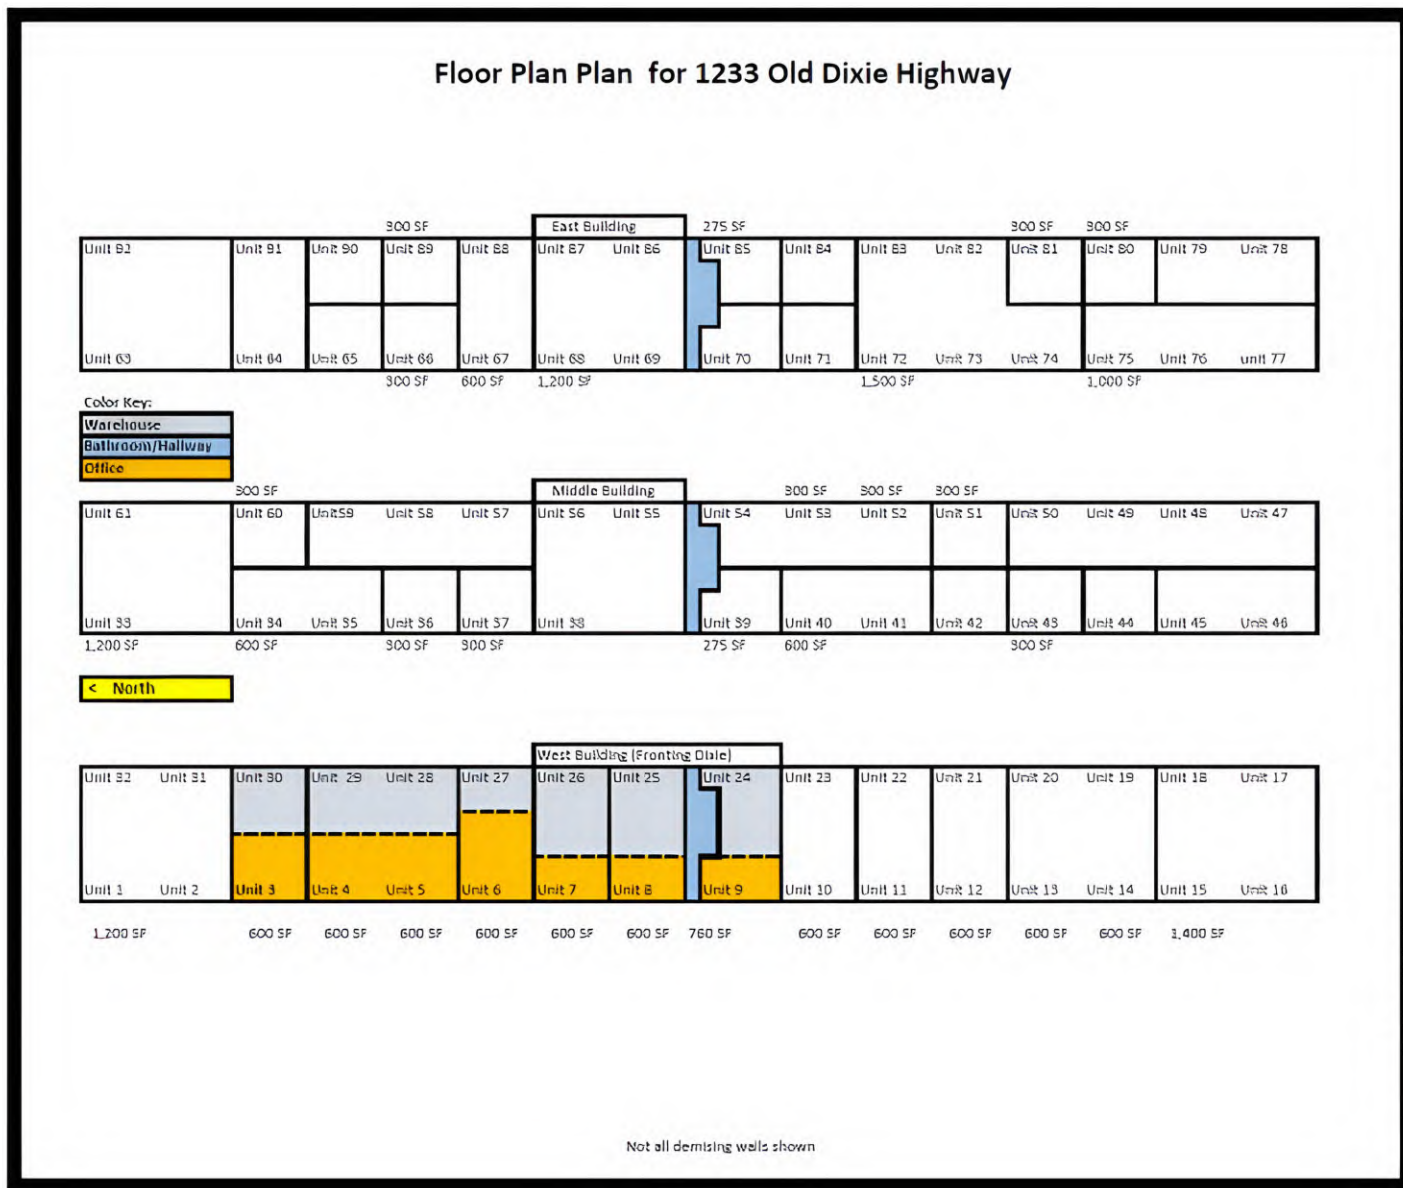 Floor Plan Plan for 1233 Old Dixie Highway
300 SF East Building 275 SF 300 SF 300 SF
Unit 92 Unit 91 Unit 90 Unit 89 Unit 88 Unit 87 Unit 86 Unit 85 Unit 84 Unit 83 Unit 82 Unit 81 Unit 80 Unit 79 Unit 78
Unit 63 Unit 64 Unit 65 Unit 66 Unit 67 Unit 68 Unit 69 Unit 70 Unit 71 Unit 72 Unit 73 Unit 74 Unit 75 Unit 76 unit 77
300 SF 600 SF 1,200 SF 1,500 SF 1,000 SF
Color Key:
Warehouse
Bathroom/Hallway
Office
300 SF Middle Building 300 SF 300 SF 300 SF
Unit 61 Unit 60 Unit59 Unit 58 Unit 57 Unit 56 Unit 55 Unit 54 Unit 53 Unit 52 Unit 51 Unit 50 Unit 49 Unit 48 Unit 47
Unit 33 Unit 34 Unit 35 Unit 36 Unit 37 Unit 38 Unit 39 Unit 40 Unit 41 Unit 42 Unit 43 Unit 44 Unit 45 Unit 46
1,200 SF 600 SF 300 SF 300 SF 275 SF 600 SF 300 SF
< North
West Building (Fronting Dixie)
Unit 32 Unit 31 Unit 30 Unit 29 Unit 28 Unit 27 Unit 26 Unit 25 Unit 24 Unit 23 Unit 22 Unit 21 Unit 20 Unit 19 Unit 18 Unit 17
Unit 1 Unit 2 Unit 3 Unit 4 Unit 5 Unit 6 Unit 7 Unit 8 Unit 9 Unit 10 Unit 11 Unit 12 Unit 13 Unit 14 Unit 15 Unit 16
1,200 SF 600 SF 600 SF 600 SF 600 SF 600 SF 600 SF 760 SF 600 SF 600 SF 600 SF 600 SF 600 SF 1,400 SF
Not all demising walls shown